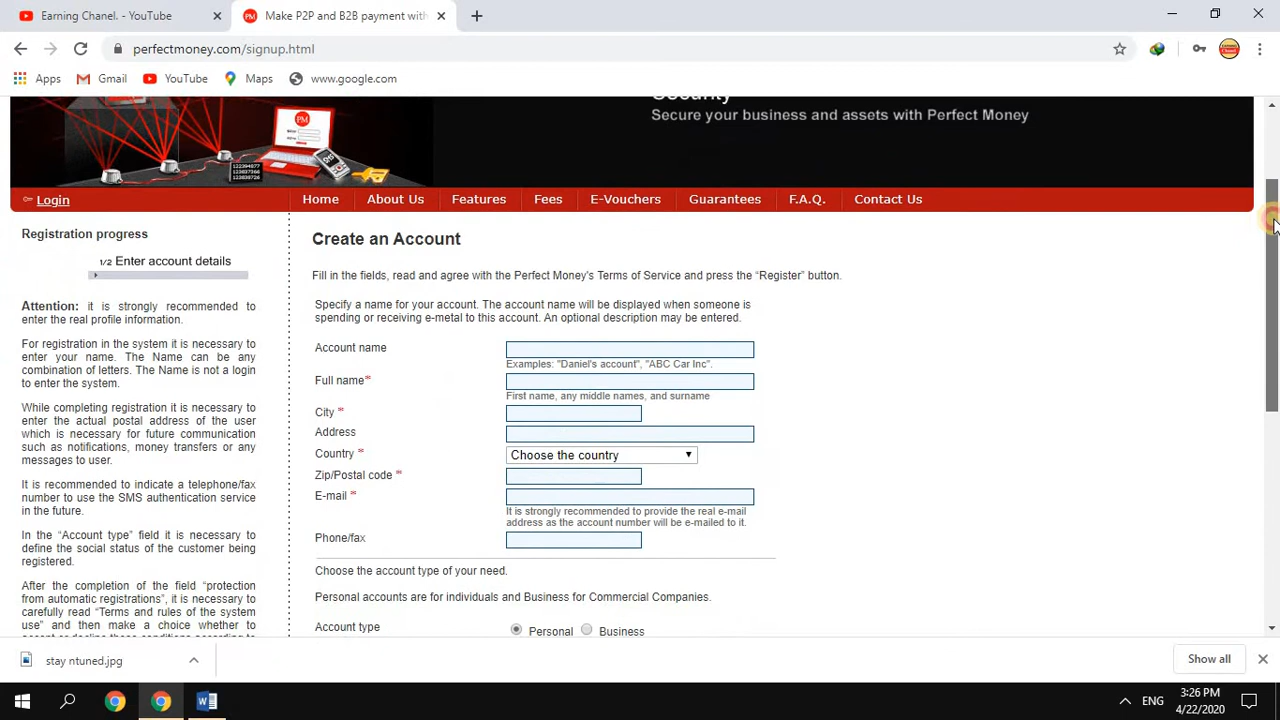 Earning Chanel. - YouTube
Make P2P and B2B payment with
perfectmoney.com/signup.html
Apps Gmail YouTube Maps www.google.com
Security
Secure your business and assets with Perfect Money
PM
Login Home About Us Features Fees E-Vouchers Guarantees F.A.Q. Contact Us
Registration progress
1/2 Enter account details
Attention: it is strongly recommended to
enter the real profile information.
For registration in the system it is necessary to
enter your name. The Name can be any
combination of letters. The Name is not a login
to enter the system.
While completing registration it is necessary to
enter the actual postal address of the user
which is necessary for future communication
such as notifications, money transfers or any
messages to user.
It is recommended to indicate a telephone/fax
number to use the SMS authentication service
in the future.
In the "Account type" field it is necessary to
define the social status of the customer being
registered.
After the completion of the field "protection
from automatic registrations", it is necessary to
carefully read "Terms and rules of the system
use" and then make a choice whether to
Create an Account
Fill in the fields, read and agree with the Perfect Money's Terms of Service and press the "Register" button.
Specify a name for your account. The account name will be displayed when someone is
spending or receiving e-metal to this account. An optional description may be entered.
Account name
Examples: "Daniel's account", "ABC Car Inc".
Full name*
First name, any middle names, and surname
City *
Address
Country * Choose the country
Zip/Postal code *
E-mail *
It is strongly recommended to provide the real e-mail
address as the account number will be e-mailed to it.
Phone/fax
Choose the account type of your need.
Personal accounts are for individuals and Business for Commercial Companies.
Account type Personal Business
stay ntuned.jpg
Show all
ENG
3:26 PM
4/22/2020